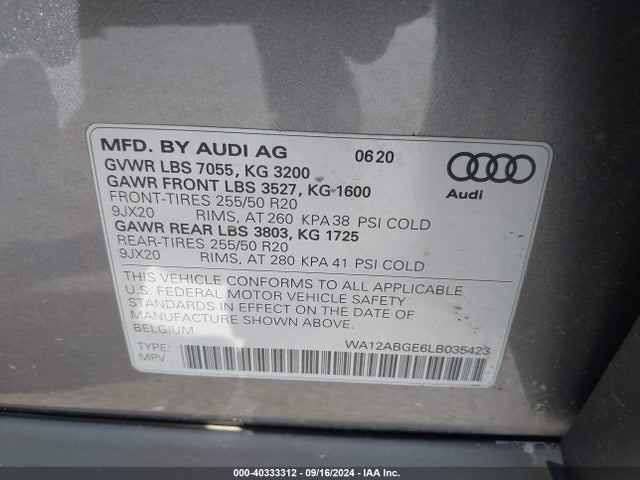 MFD. BY AUDI AG 0620
GVWR LBS 7055, KG 3200
GAWR FRONT LBS 3527, KG 1600
FRONT-TIRES 255/50 R20
9JX20 RIMS, AT 260 KPA 38 PSI COLD
GAWR REAR LBS 3803, KG 1725
REAR-TIRES 255/50 R20
9JX20 RIMS, AT 280 KPA 41 PSI COLD
Audi
THIS VEHICLE CONFORMS TO ALL APPLICABLE
U.S. FEDERAL MOTOR VEHICLE SAFETY
STANDARDS IN EFFECT ON THE DATE OF
MANUFACTURE SHOWN ABOVE.
BELGIUM
TYPE: WA12ABGE6LB035423
MPV
000-40333312 - 09/16/2024 - IAA Inc.